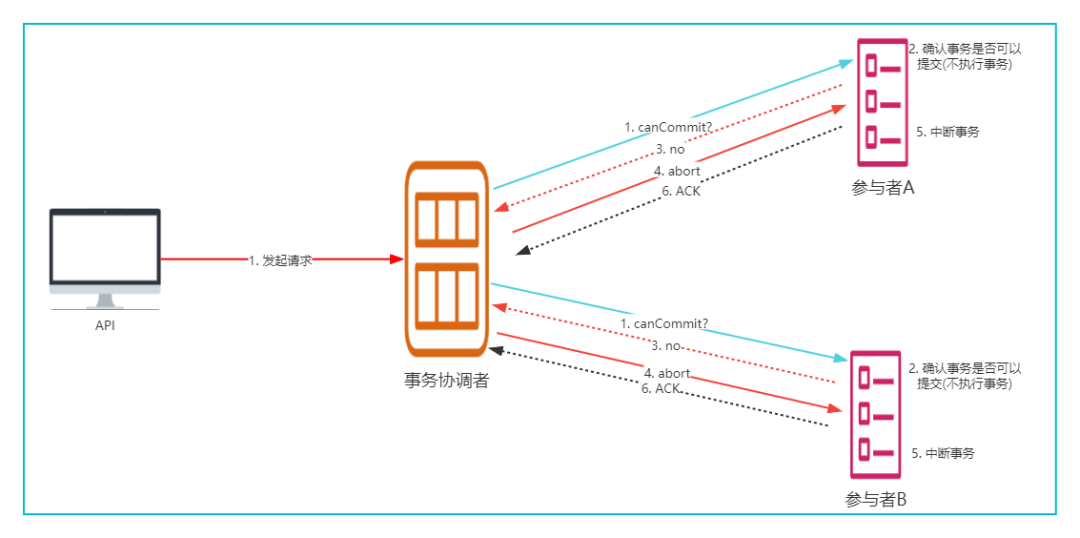 2. 确认事务是否可以
提交(不执行事务)
1. canCommit?
5. 中断事务
3. no
4. abort
参与者A
6. ACK
1. 发起请求
API
1. canCommit?
3. no
2. 确认事务是否可以
提交(不执行事务)
4. abort
事务协调者
6. ACK
5. 中断事务
参与者B